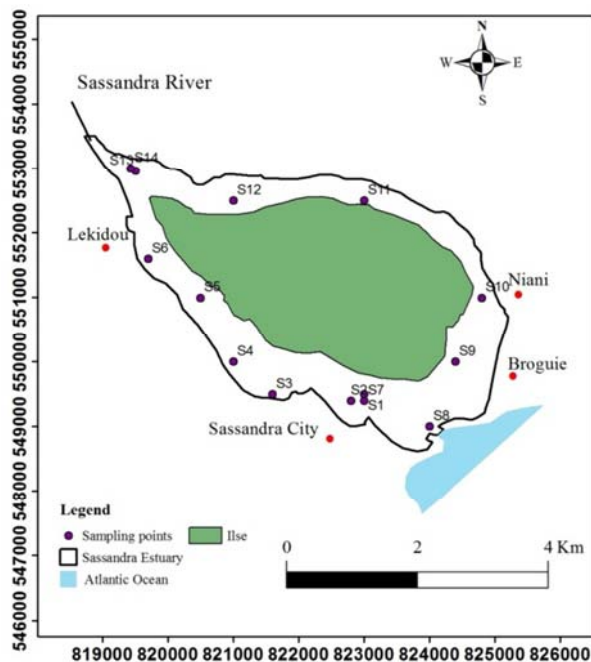 555000
554000
553000
552000
551000
550000
549000
548000
547000
546000
N
W E
S
Sassandra River
S13 S14
S12
S11
Lekidou
S6
S5
S10
Niani
S4
S9
Broguie
S3
S2 S7
S1
S8
Sassandra City
Legend
Sampling points Ilse
Sassandra Estuary
Atlantic Ocean
0 2 4 Km
819000 820000 821000 822000 823000 824000 825000 826000